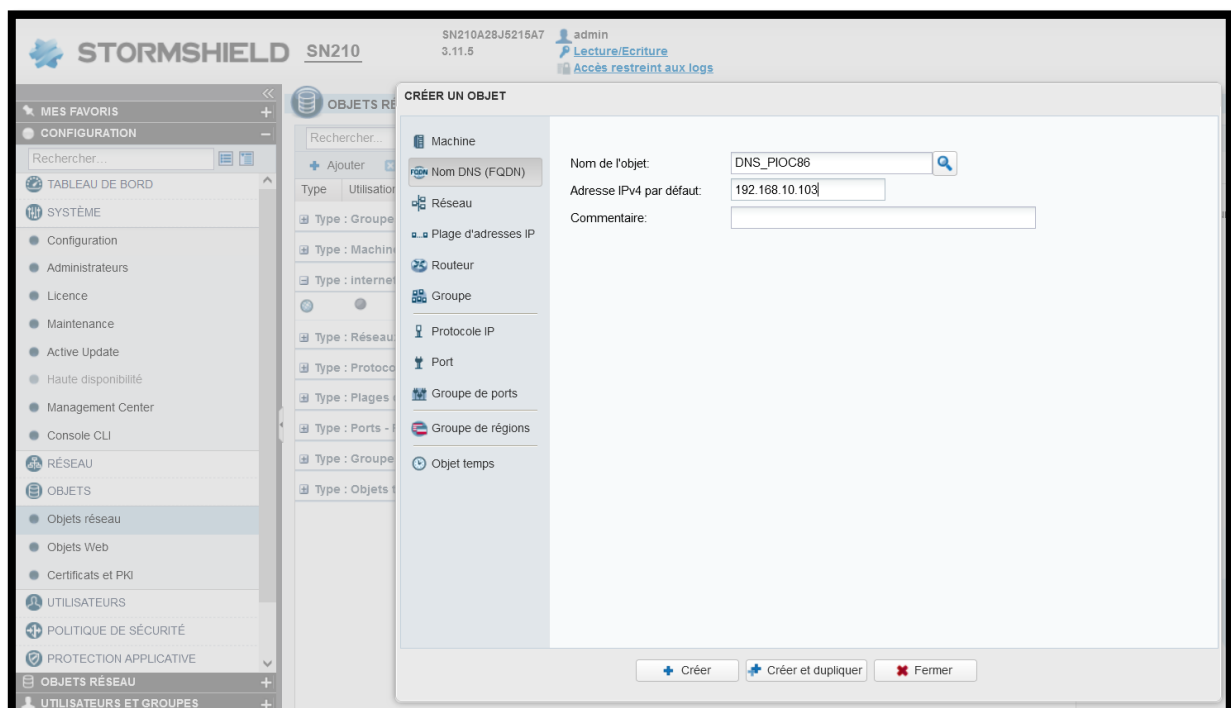 STORMSHIELD SN210
SN210A28J5215A7
3.11.5
admin
Lecture/Ecriture
Accès restreint aux logs
MES FAVORIS
CONFIGURATION
Rechercher...
TABLEAU DE BORD
SYSTÈME
Configuration
Administrateurs
Licence
Maintenance
Active Update
Haute disponibilité
Management Center
Console CLI
RÉSEAU
OBJETS
Objets réseau
Objets Web
Certificats et PKI
UTILISATEURS
POLITIQUE DE SÉCURITÉ
PROTECTION APPLICATIVE
OBJETS RÉSEAU
UTILISATEURS ET GROUPES
OBJETS RÉ
Rechercher...
Ajouter
Type Utilisation
Type : Groupe
Type : Machin
Type : internet
Type : Réseau
Type : Protoco
Type : Plages
Type : Ports -
Type : Groupe
Type : Objets t
CRÉER UN OBJET
Machine
FQDN Nom DNS (FQDN)
Réseau
Plage d'adresses IP
Routeur
Groupe
Protocole IP
Port
Groupe de ports
Groupe de régions
Objet temps
Nom de l'objet: DNS_PIOC86
Adresse IPv4 par défaut: 192.168.10.103
Commentaire:
Créer Créer et dupliquer Fermer